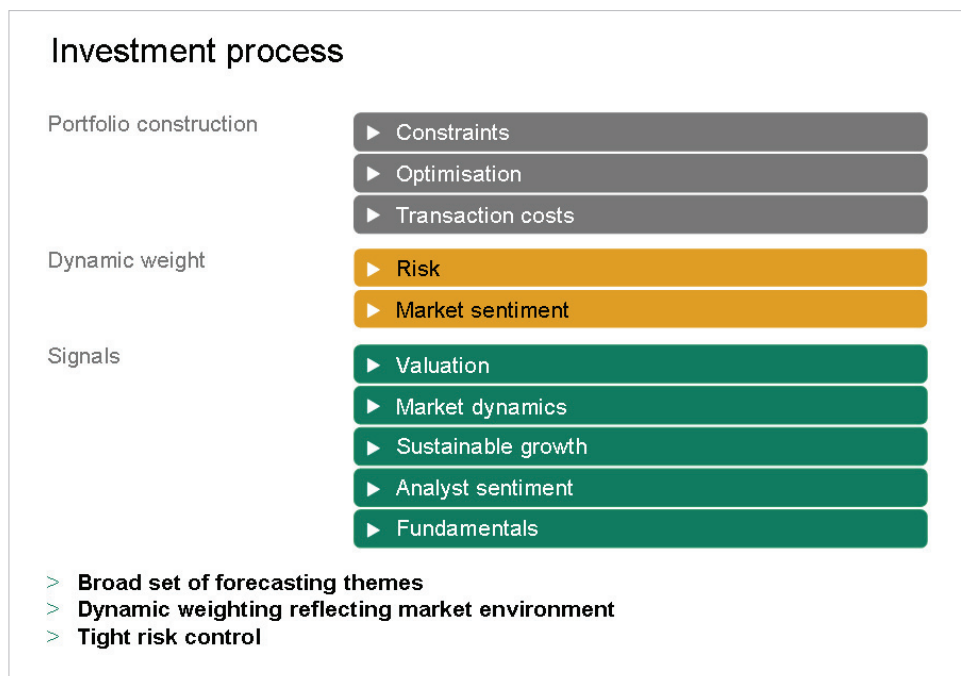 Investment process
Portfolio construction
Constraints
Optimisation
Transaction costs
Dynamic weight
Risk
Market sentiment
Signals
Valuation
Market dynamics
Sustainable growth
Analyst sentiment
Fundamentals
> Broad set of forecasting themes
> Dynamic weighting reflecting market environment
> Tight risk control